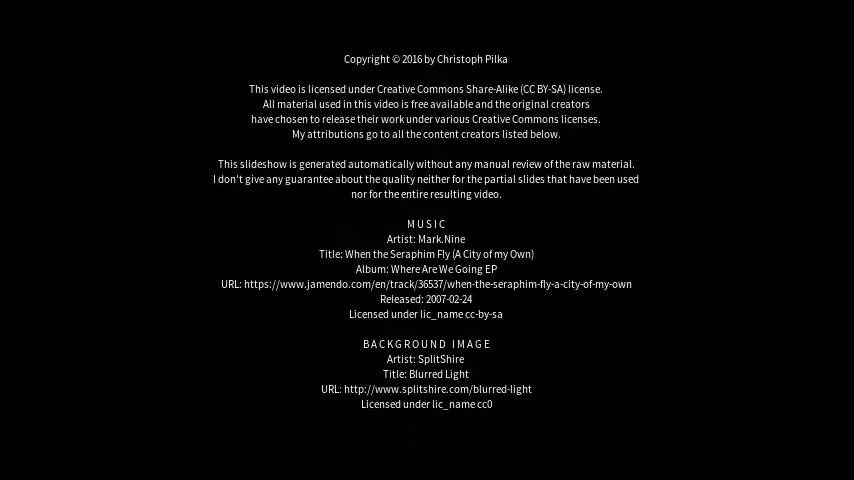 Copyright © 2016 by Christoph Pilka
This video is licensed under Creative Commons Share-Alike (CC BY-SA) license.
All material used in this video is free available and the original creators
have chosen to release their work under various Creative Commons licenses.
My attributions go to all the content creators listed below.
This slideshow is generated automatically without any manual review of the raw material.
I don't give any guarantee about the quality neither for the partial slides that have been used
nor for the entire resulting video.
MUSIC
Artist: Mark.Nine
Title: When the Seraphim Fly (A City of my Own)
Album: Where Are We Going EP
URL: https://www.jamendo.com/en/track/36537/when-the-seraphim-fly-a-city-of-my-own
Released: 2007-02-24
Licensed under lic_name cc-by-sa
BACKGROUND IMAGE
Artist: SplitShire
Title: Blurred Light
URL: http://www.splitshire.com/blurred-light
Licensed under lic_name cc0